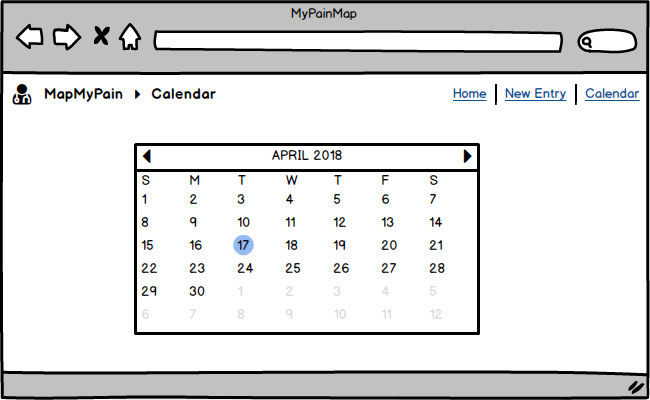 MyPainMap
MapMyPain Calendar Home New Entry Calendar
APRIL 2018
S M T W T F S
1 2 3 4 5 6 7
8 9 10 11 12 13 14
15 16 17 18 19 20 21
22 23 24 25 26 27 28
29 30 1 2 3 4 5
6 7 8 9 10 11 12